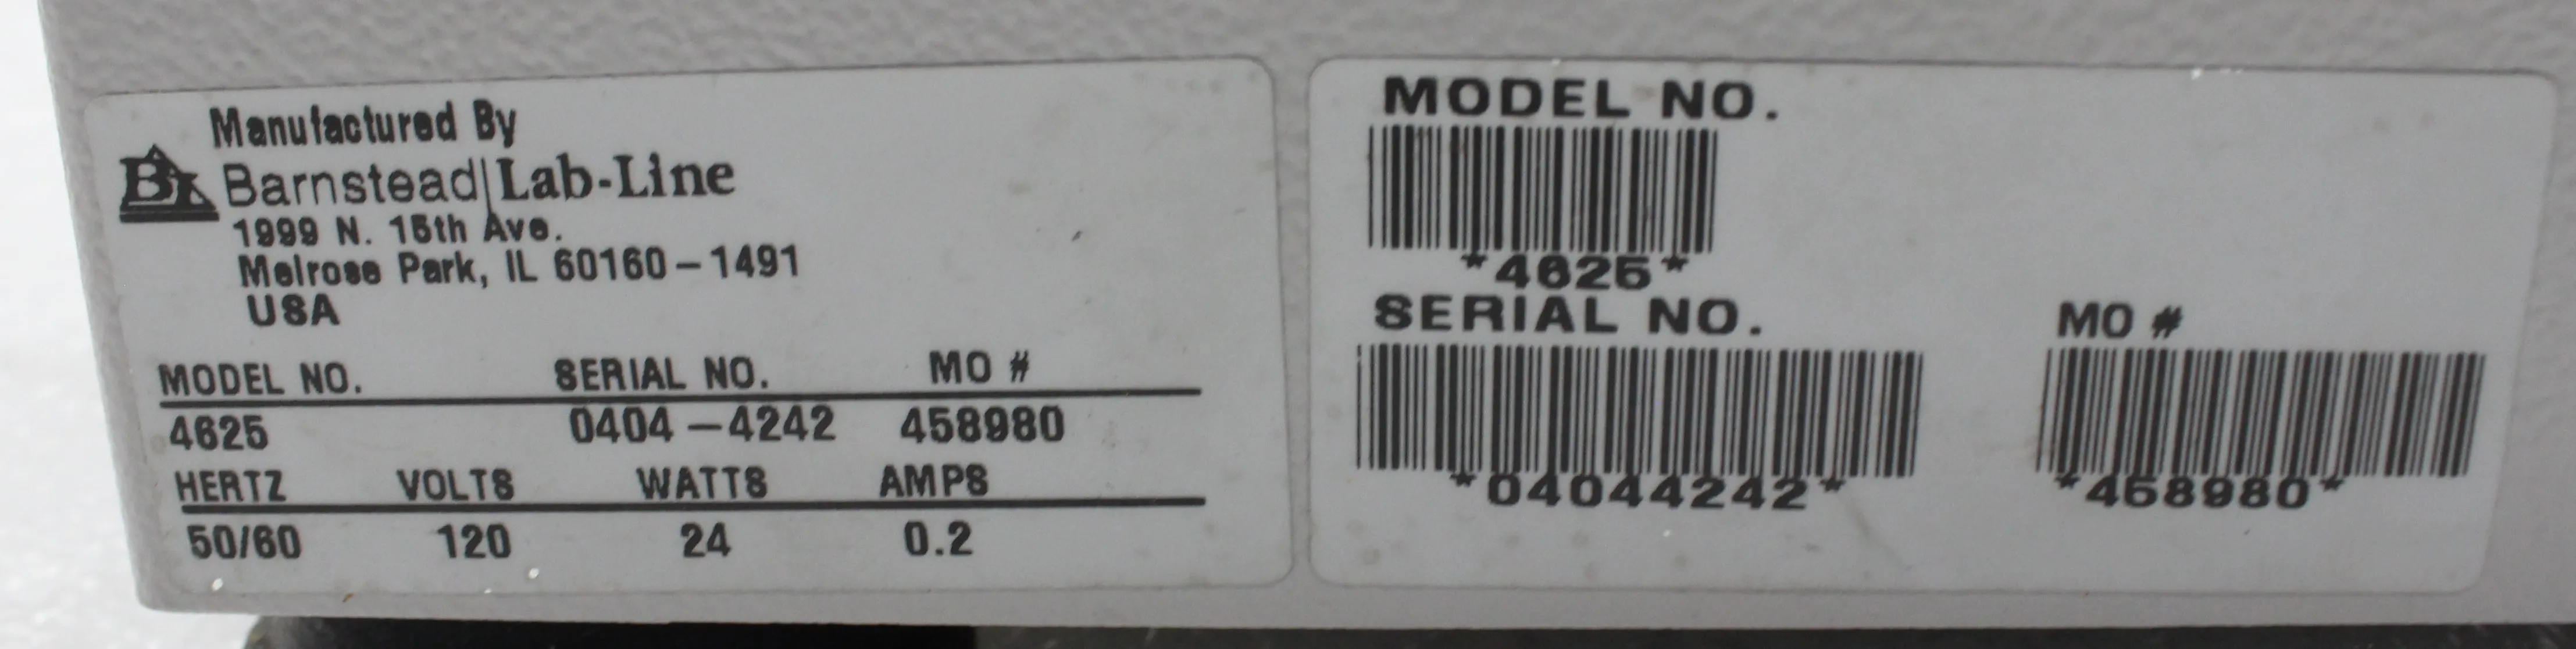 Manufactured By
BL Barnstead|Lab-Line
1999 N. 15th Ave.
Melrose Park, IL 60160-1491
USA
MODEL NO. SERIAL NO. MO #
4625 0404-4242 458980
HERTZ VOLTS WATTS AMPS
50/60 120 24 0.2
MODEL NO.
*4625*
SERIAL NO. MO #
*04044242* *458980*